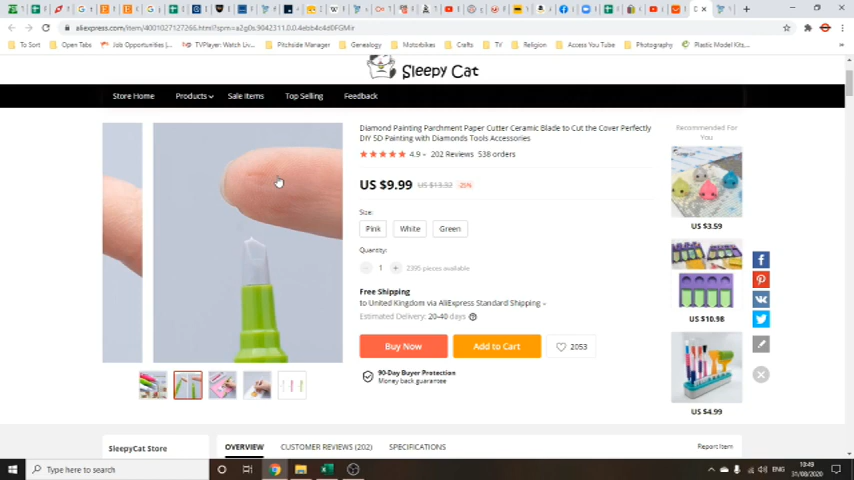 aliexpress.com/item/4001027127266.html?spm=a2g0s.9042311.0.0.4ebb4c4d0FGMir
To Sort
Open Tabs
Job Opportunities |...
TVPlayer: Watch Liv...
Pitchside Manager
Genealogy
Motorbikes
Crafts
TV
Religion
Access You Tube
Photography
Plastic Model Kits,...
Sleepy Cat
Store Home
Products
Sale Items
Top Selling
Feedback
Diamond Painting Parchment Paper Cutter Ceramic Blade to Cut the Cover Perfectly
DIY 5D Painting with Diamonds Tools Accessories
4.9
202 Reviews
538 orders
US $9.99
US $13.32
-25%
Size:
Pink
White
Green
Quantity:
1
2395 pieces available
Free Shipping
to United Kingdom via AliExpress Standard Shipping
Estimated Delivery: 20-40 days
Buy Now
Add to Cart
2053
90-Day Buyer Protection
Money back guarantee
Recommended For
You
US $3.59
US $10.98
US $4.99
SleepyCat Store
OVERVIEW
CUSTOMER REVIEWS (202)
SPECIFICATIONS
Report Item
Type here to search
ENG
10:49
31/08/2020